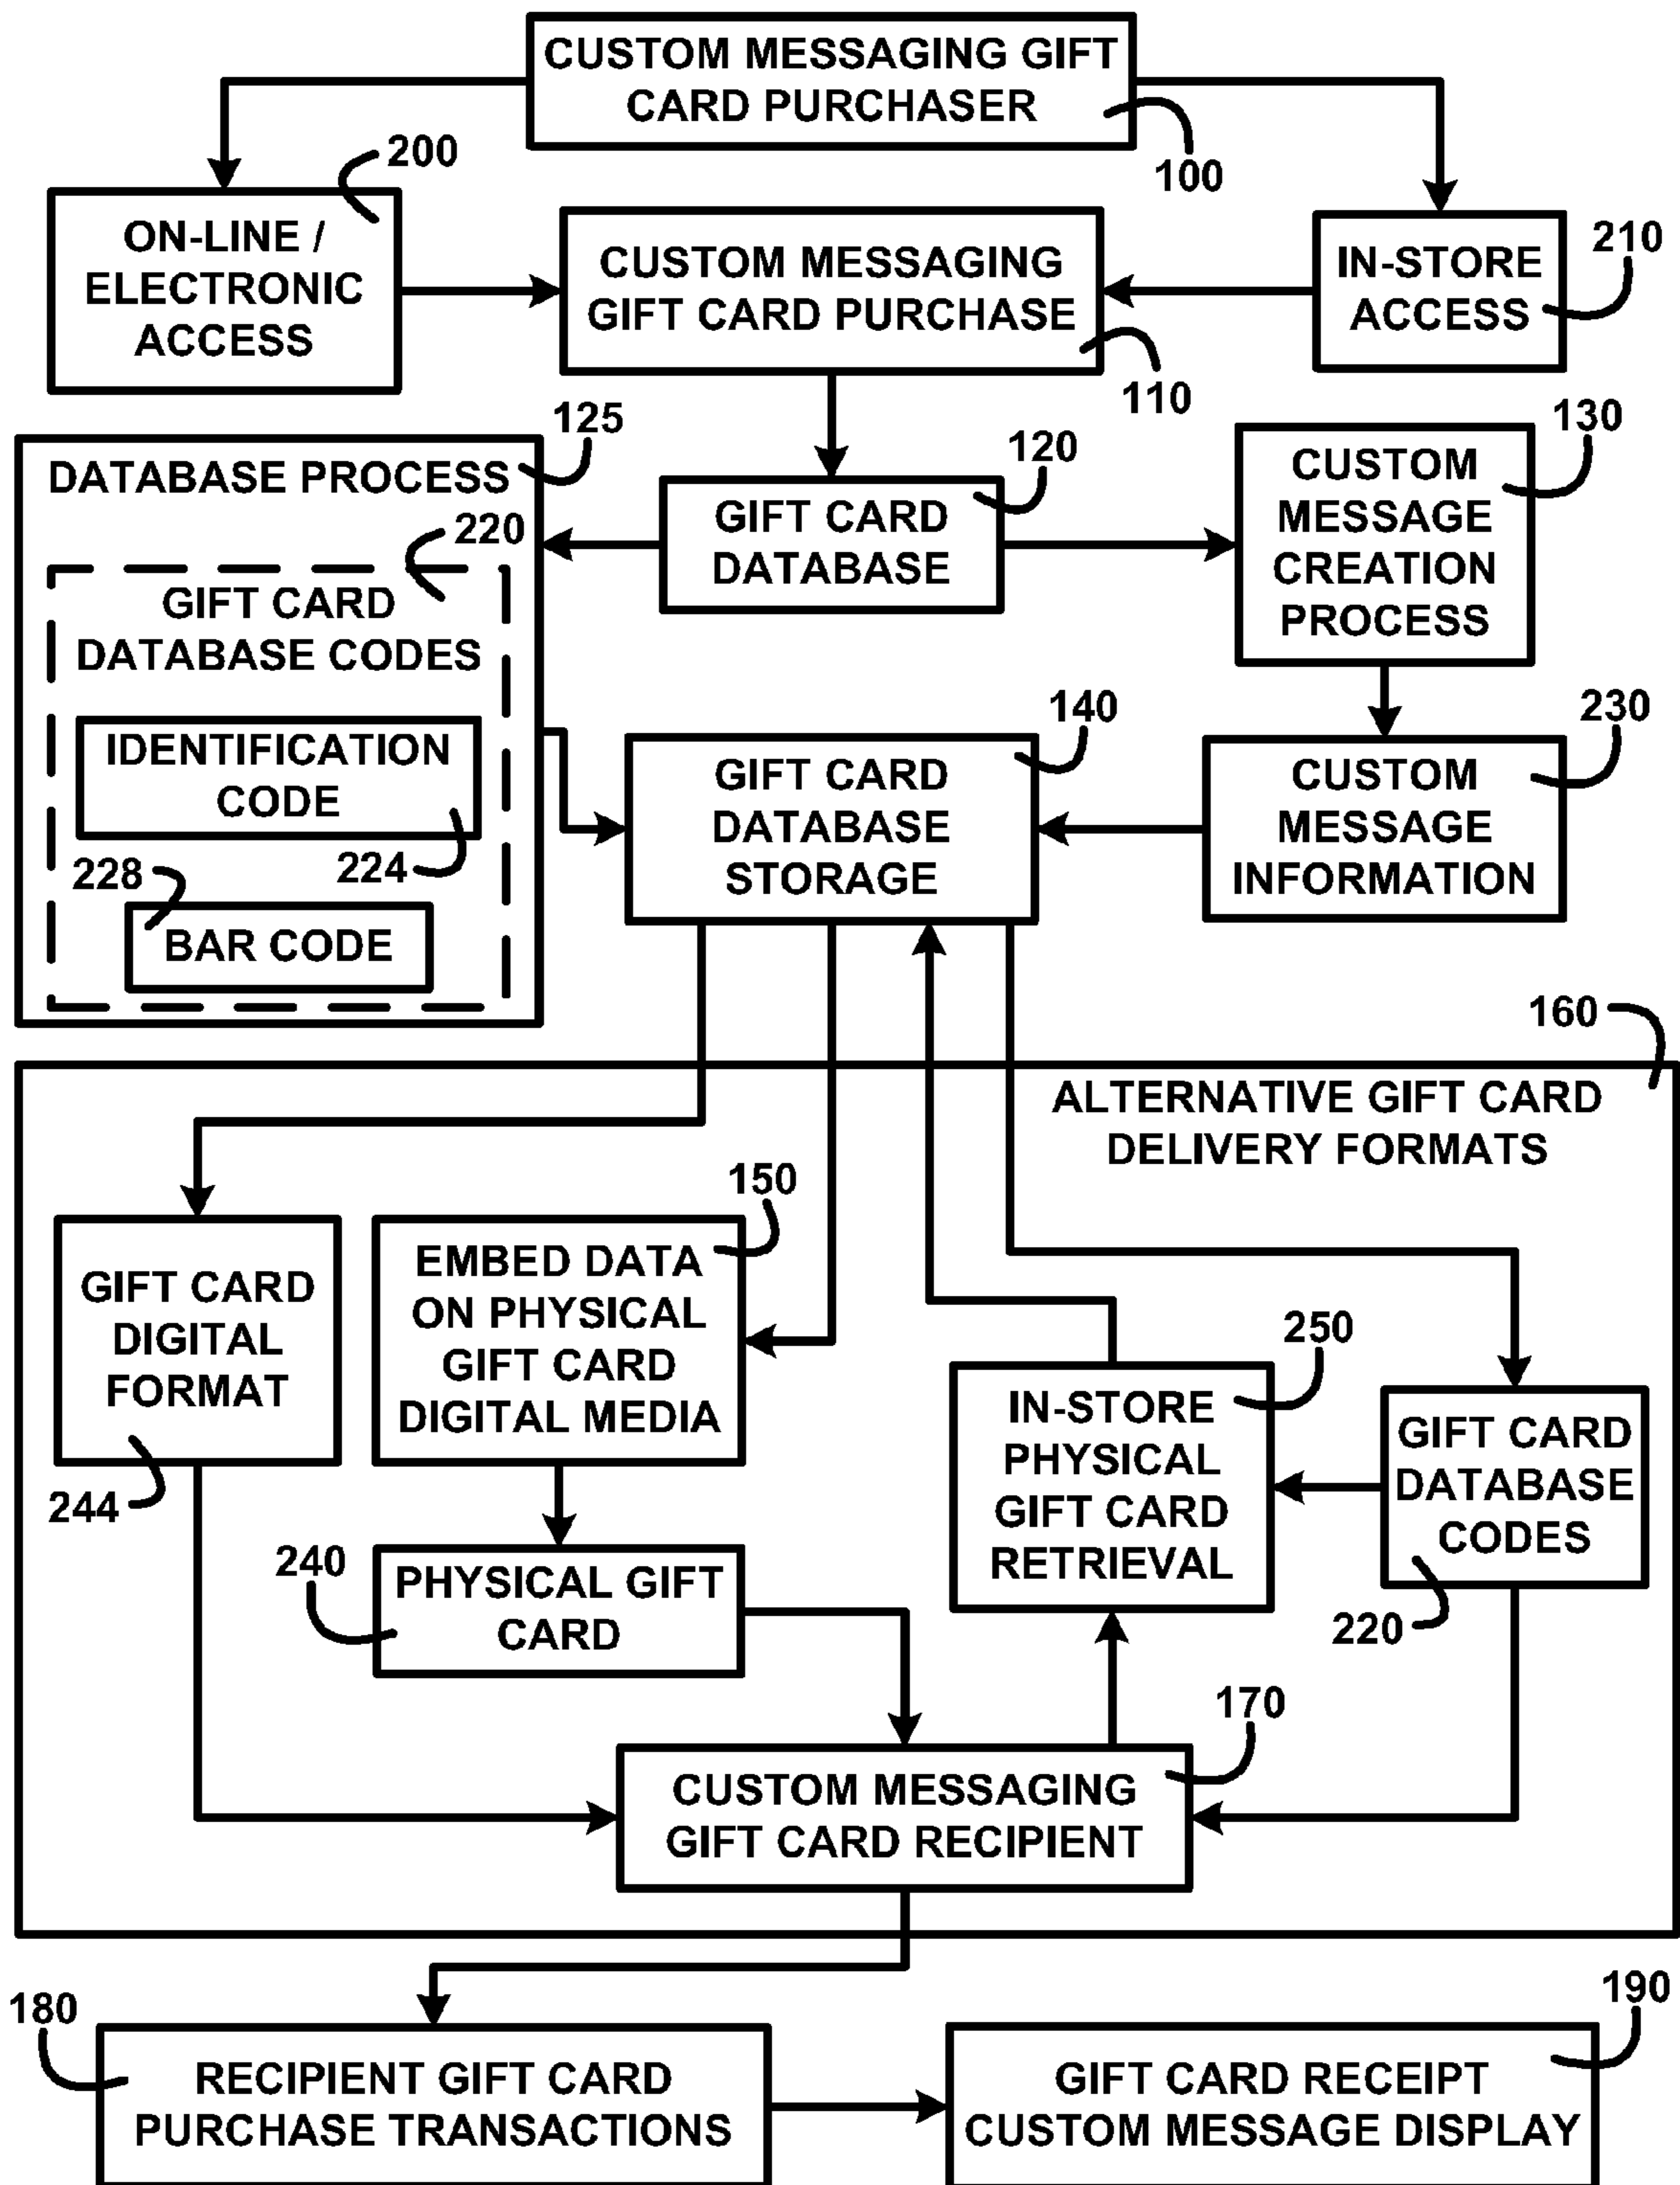 CUSTOM MESSAGING GIFT
CARD PURCHASER
100
200
ON-LINE /
ELECTRONIC
ACCESS
CUSTOM MESSAGING
GIFT CARD PURCHASE
110
IN-STORE
ACCESS
210
125
DATABASE PROCESS
220
GIFT CARD
DATABASE CODES
IDENTIFICATION
CODE
224
228
BAR CODE
120
GIFT CARD
DATABASE
130
CUSTOM
MESSAGE
CREATION
PROCESS
140
GIFT CARD
DATABASE
STORAGE
230
CUSTOM
MESSAGE
INFORMATION
160
ALTERNATIVE GIFT CARD
DELIVERY FORMATS
GIFT CARD
DIGITAL
FORMAT
244
150
EMBED DATA
ON PHYSICAL
GIFT CARD
DIGITAL MEDIA
250
IN-STORE
PHYSICAL
GIFT CARD
RETRIEVAL
GIFT CARD
DATABASE
CODES
220
240
PHYSICAL GIFT
CARD
170
CUSTOM MESSAGING
GIFT CARD RECIPIENT
180
RECIPIENT GIFT CARD
PURCHASE TRANSACTIONS
190
GIFT CARD RECEIPT
CUSTOM MESSAGE DISPLAY